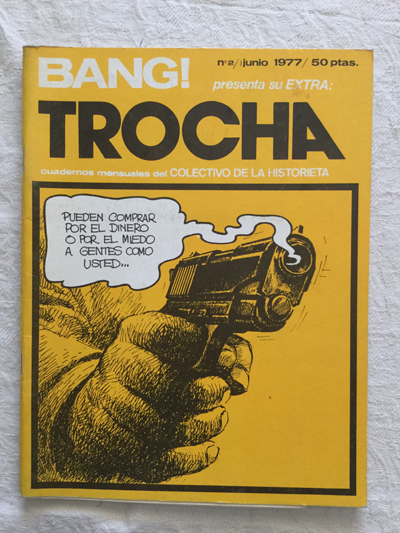 BANG!
nº2/junio 1977/50 ptas.
presenta su EXTRA:
TROCHA
cuadernos mensuales del COLECTIVO DE LA HISTORIETA
PUEDEN COMPRAR
POR EL DINERO
O POR EL MIEDO
A GENTES COMO
USTED...